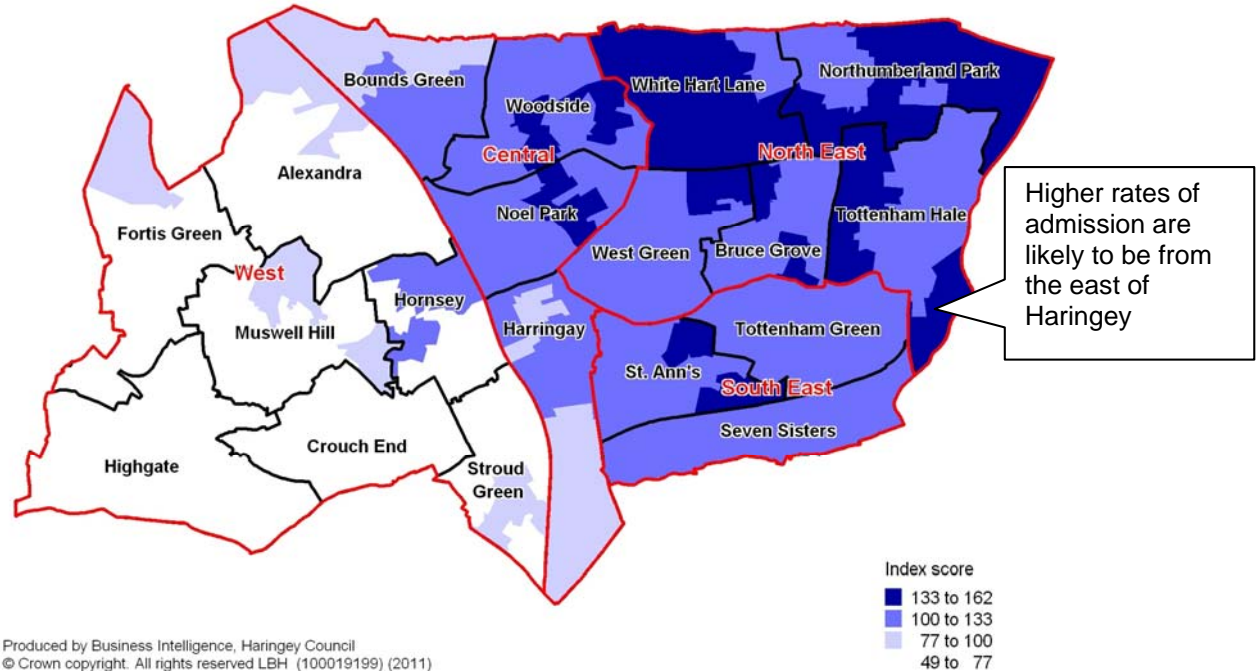 Bounds Green
White Hart Lane
Northumberland Park
Woodside
Central
North East
Alexandra
Noel Park
Tottenham Hale
Fortis Green
West Green
Bruce Grove
West
Hornsey
Muswell Hill
Harringay
Tottenham Green
St. Ann's
South East
Seven Sisters
Crouch End
Highgate
Stroud
Green
Higher rates of
admission are
likely to be from
the east of
Haringey
Index score
133 to 162
100 to 133
77 to 100
49 to 77
Produced by Business Intelligence, Haringey Council
© Crown copyright. All rights reserved LBH (100019199) (2011)